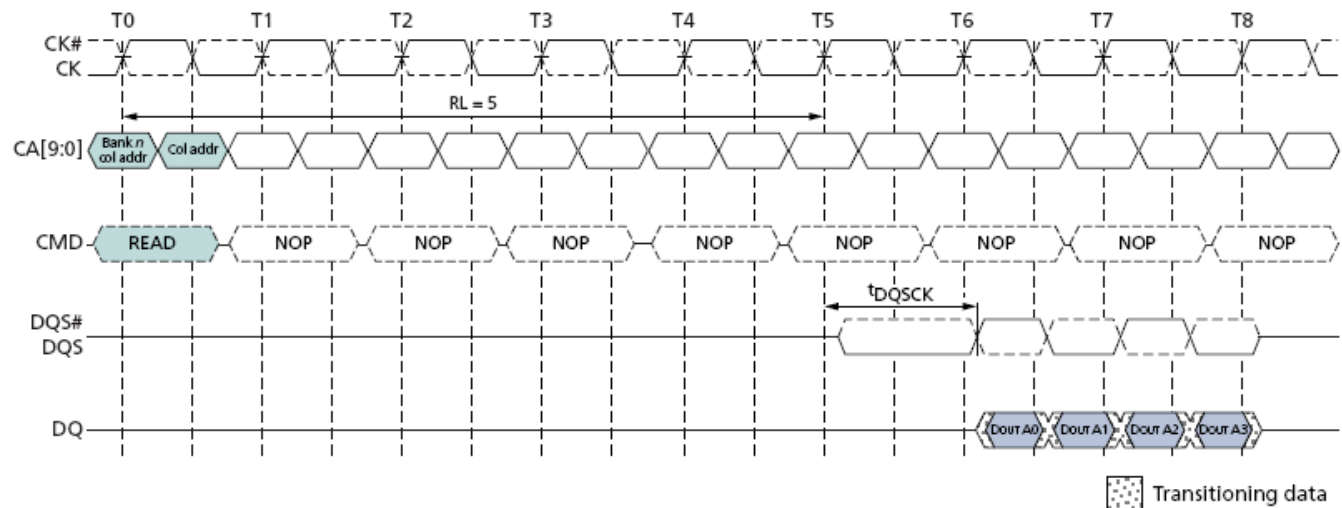 T0 T1 T2 T3 T4 T5 T6 T7 T8
CK#
CK
RL = 5
CA[9:0] Bank n col addr Col addr
CMD READ NOP NOP NOP NOP NOP NOP NOP NOP
tDQSCK
DQS#
DQS
DQ DOUT A0 DOUT A1 DOUT A2 DOUT A3
Transitioning data